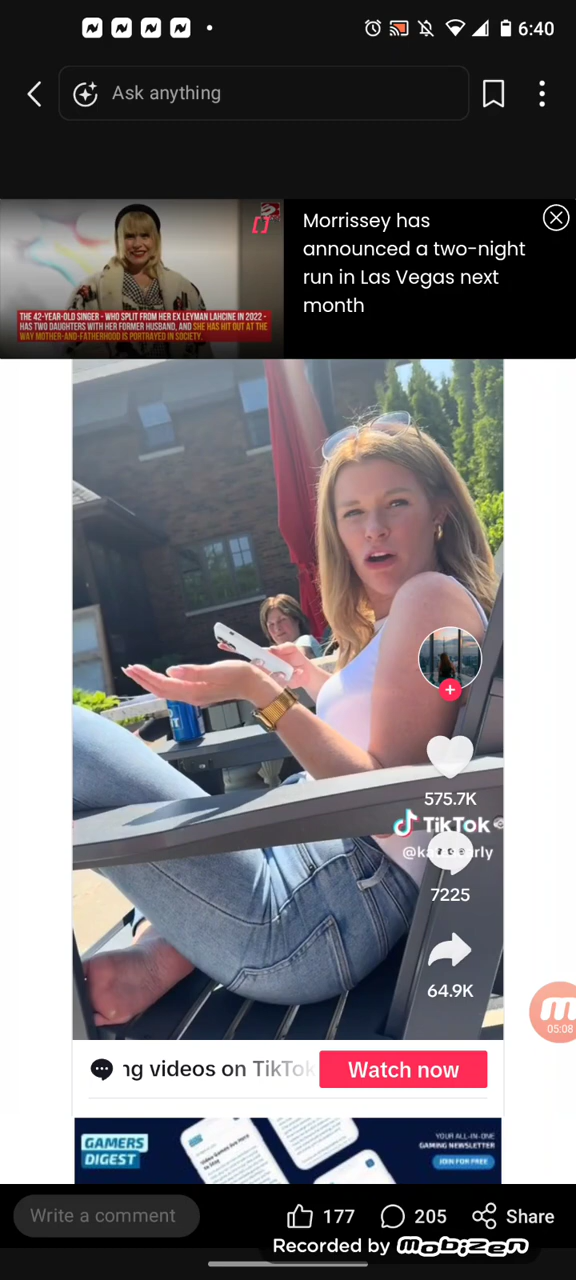 6:40
Ask anything
Morrissey has
announced a two-night
run in Las Vegas next
month
THE 42-YEAR-OLD SINGER - WHO SPLIT FROM HER EX LEYMAN LAHCINE IN 2022 -
HAS TWO DAUGHTERS WITH HER FORMER HUSBAND, AND SHE HAS HIT OUT AT THE
WAY MOTHER-AND-FATHERHOOD IS PORTRAYED IN SOCIETY.
575.7K
TikTok
7225
64.9K
05:08
ng videos on TikTok
Watch now
GAMERS
DIGEST
YOUR ALL-IN-ONE
GAMING NEWSLETTER
JOIN FOR FREE
Write a comment
177
205
Share
Recorded by mobizen